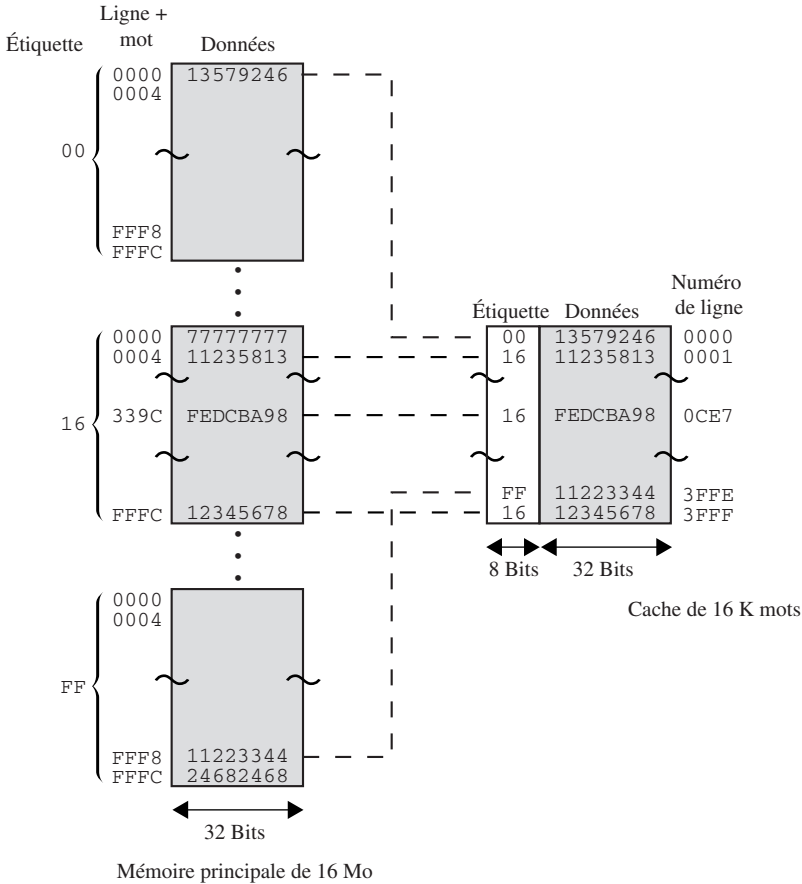 Ligne +
mot
Étiquette
Données
0000 13579246
0004
00
FFF8
FFFC
Étiquette Données
Numéro
de ligne
0000 77777777
0004 11235813
16
339C FEDCBA98
FFFC 12345678
00 13579246 0000
16 11235813 0001
16 FEDCBA98 0CE7
FF 11223344 3FFE
16 12345678 3FFF
8 Bits 32 Bits
Cache de 16 K mots
0000
0004
FF
FFF8 11223344
FFFC 24682468
32 Bits
Mémoire principale de 16 Mo